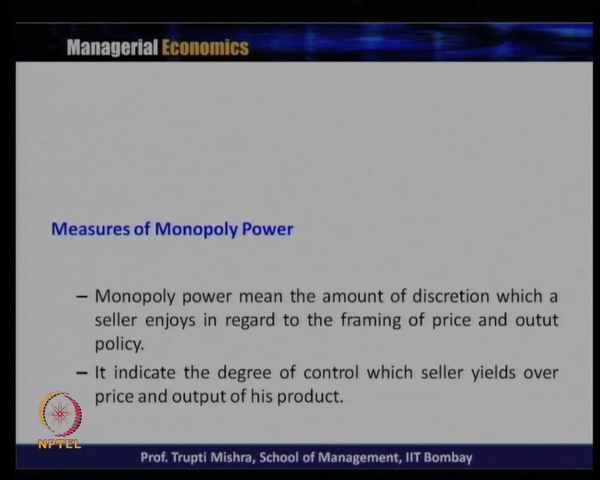 Managerial Economics
Measures of Monopoly Power
– Monopoly power mean the amount of discretion which a
seller enjoys in regard to the framing of price and outut
policy.
– It indicate the degree of control which seller yields over
price and output of his product.
NPTEL
Prof. Trupti Mishra, School of Management, IIT Bombay